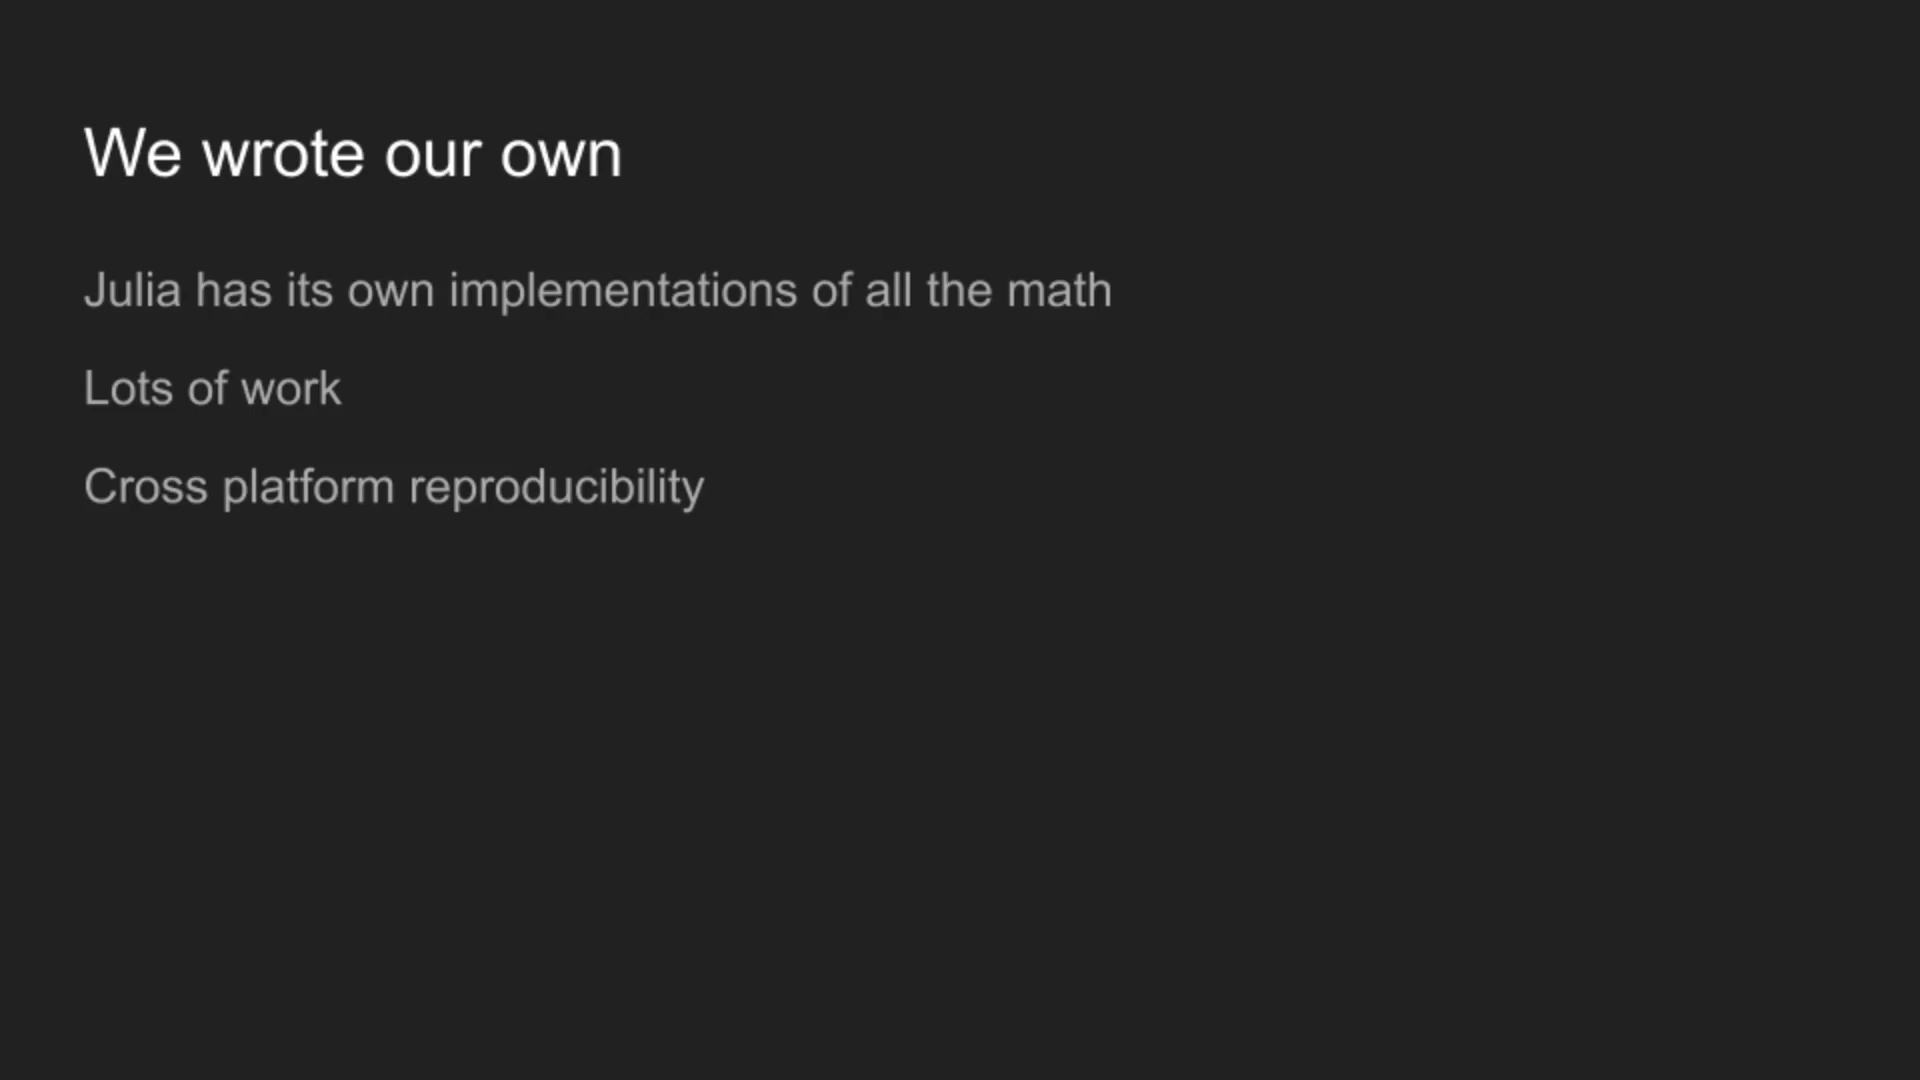 We wrote our own
Julia has its own implementations of all the math
Lots of work
Cross platform reproducibility